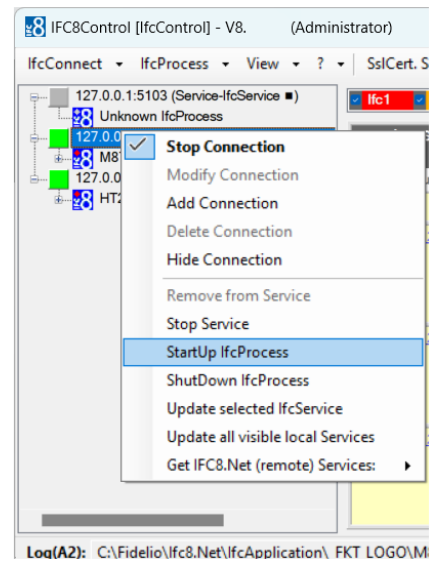 IFC8Control [IfcControl] - V8. (Administrator)
IfcConnect IfcProcess View ? SslCert. S
127.0.0.1:5103 (Service-IfcService ■)
Ifc1
Unknown IfcProcess
127.0.0
Stop Connection
M8
127.0.0
Modify Connection
HT2
Add Connection
Delete Connection
Hide Connection
Remove from Service
Stop Service
StartUp IfcProcess
ShutDown IfcProcess
Update selected IfcService
Update all visible local Services
Get IFC8.Net (remote) Services:
Log(A2): C:\Fidelio\Ifc8.Net\IfcApplication\_FKT LOGO\M8